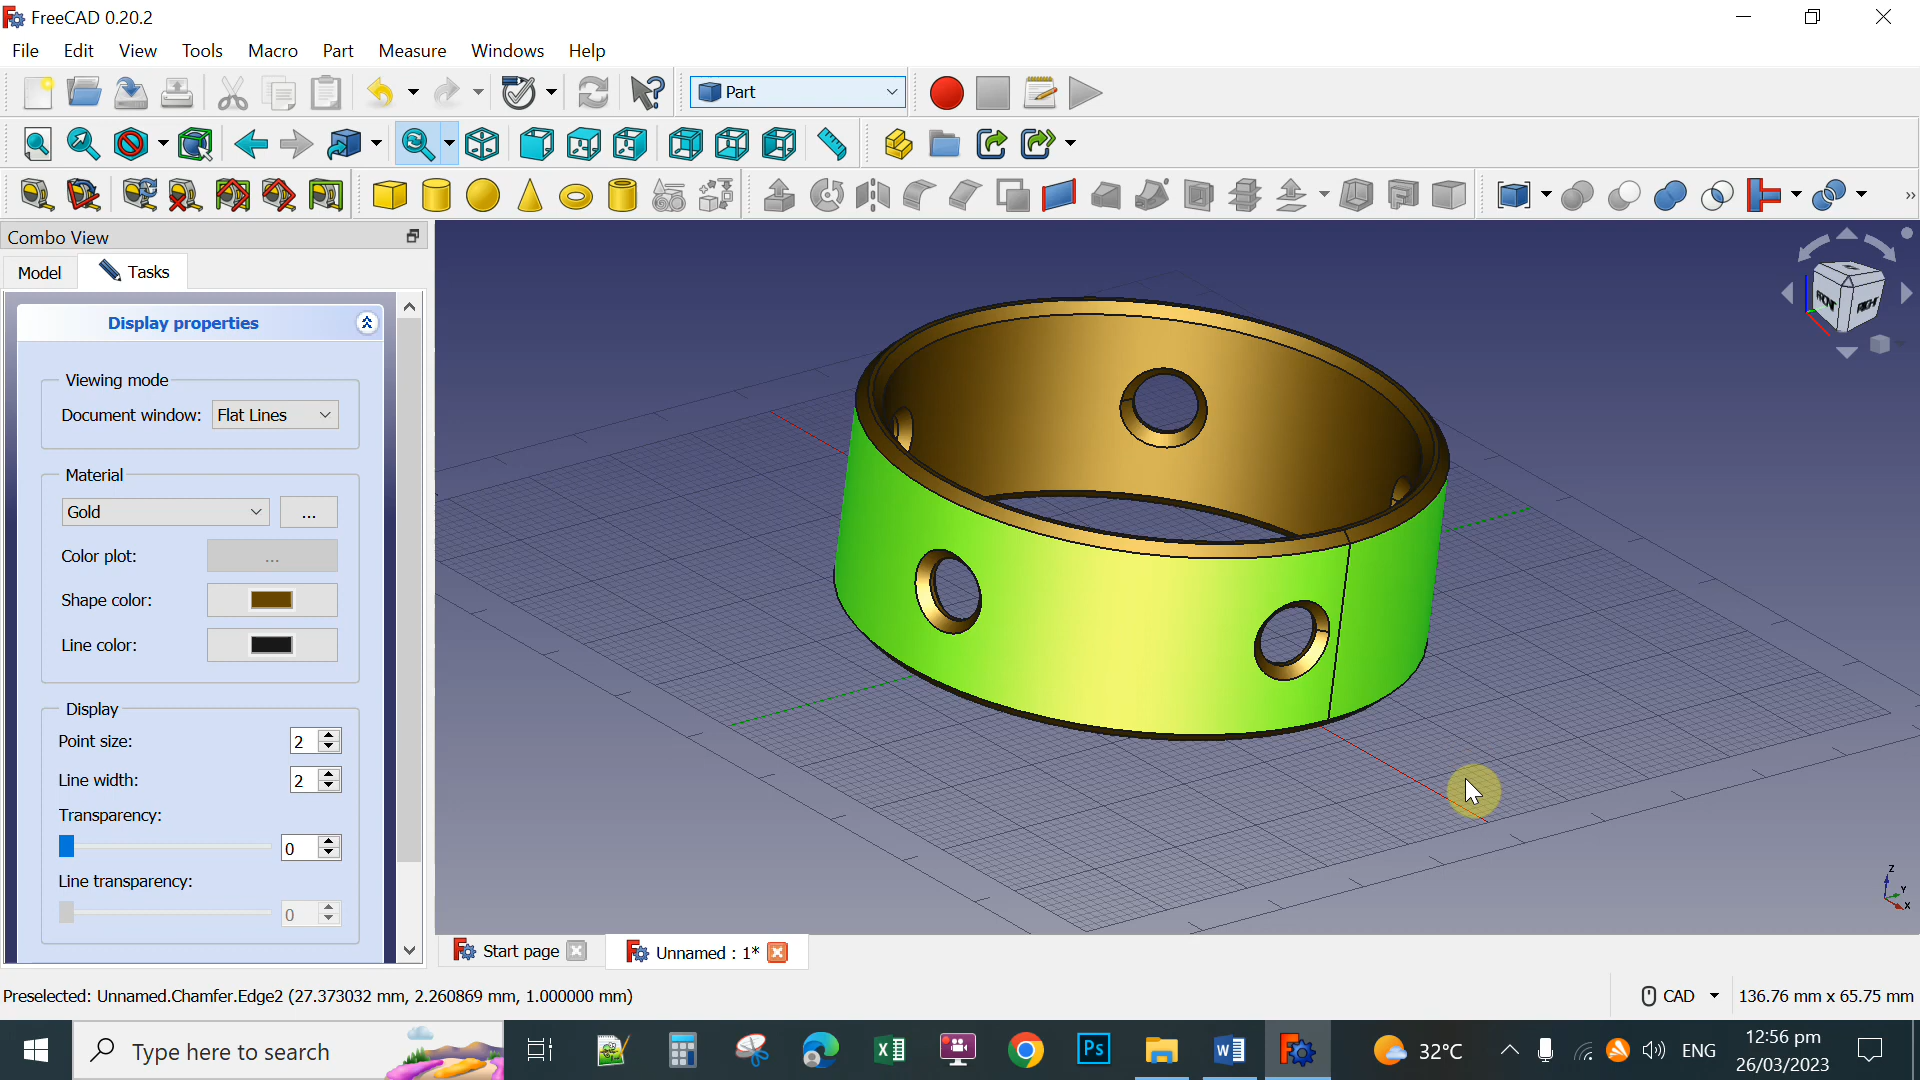 FreeCAD 0.20.2
File Edit View Tools Macro Part Measure Windows Help
Part
Combo View
Model Tasks
Display properties
Viewing mode
Document window: Flat Lines
Material
Gold ...
Color plot: ...
Shape color:
Line color:
Display
Point size: 2
Line width: 2
Transparency:
0
Line transparency:
0
FRONT RIGHT
Z
Y
X
Start page Unnamed : 1*
Preselected: Unnamed.Chamfer.Edge2 (27.373032 mm, 2.260869 mm, 1.000000 mm)
CAD 136.76 mm x 65.75 mm
Type here to search
Ps
32°C
ENG
12:56 pm
26/03/2023